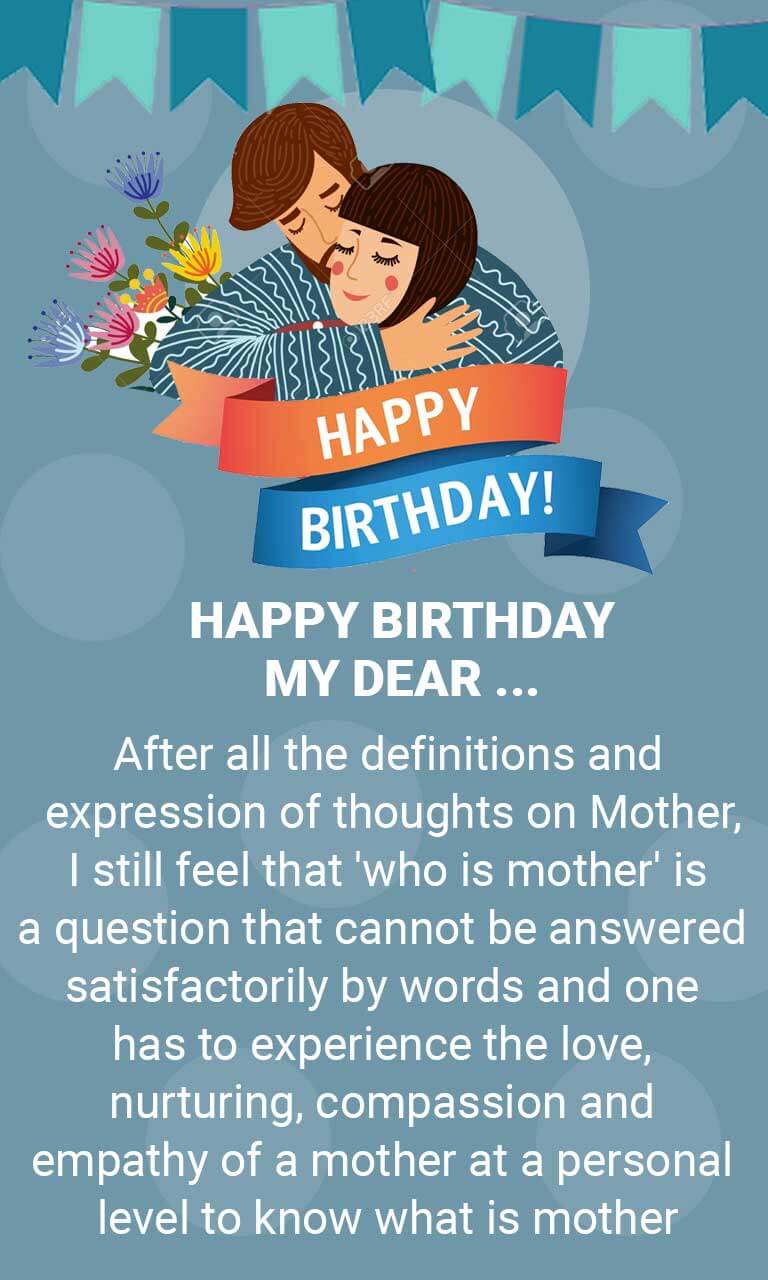 HAPPY
BIRTHDAY!
HAPPY BIRTHDAY
MY DEAR ...
After all the definitions and
expression of thoughts on Mother,
I still feel that 'who is mother' is
a question that cannot be answered
satisfactorily by words and one
has to experience the love,
nurturing, compassion and
empathy of a mother at a personal
level to know what is mother